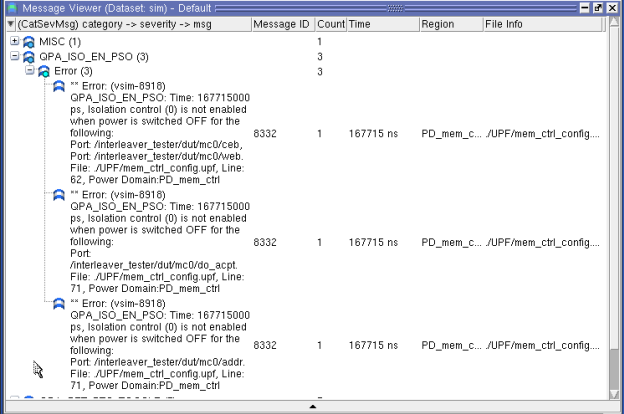 Message Viewer (Dataset: sim) - Default
(CatSevMsg) category -> severity -> msg Message ID Count Time Region File Info
MISC (1) 1
QPA_ISO_EN_PSO (3) 3
Error (3) 3
** Error: (vsim-8918)
QPA_ISO_EN_PSO: Time: 167715000
ps, Isolation control (0) is not enabled
when power is switched OFF for the
following:
Port: /interleaver_tester/dut/mc0/ceb,
Port: /interleaver_tester/dut/mc0/web.
File: ./UPF/mem_ctrl_config.upf, Line:
62, Power Domain:PD_mem_ctrl
8332 1 167715 ns PD_mem_c... ./UPF/mem_ctrl_config....
** Error: (vsim-8918)
QPA_ISO_EN_PSO: Time: 167715000
ps, Isolation control (0) is not enabled
when power is switched OFF for the
following:
Port:
/interleaver_tester/dut/mc0/do_acpt.
File: ./UPF/mem_ctrl_config.upf, Line:
71, Power Domain:PD_mem_ctrl
8332 1 167715 ns PD_mem_c... ./UPF/mem_ctrl_config....
** Error: (vsim-8918)
QPA_ISO_EN_PSO: Time: 167715000
ps, Isolation control (0) is not enabled
when power is switched OFF for the
following:
Port: /interleaver_tester/dut/mc0/addr.
File: ./UPF/mem_ctrl_config.upf, Line:
71, Power Domain:PD_mem_ctrl
8332 1 167715 ns PD_mem_c... ./UPF/mem_ctrl_config....